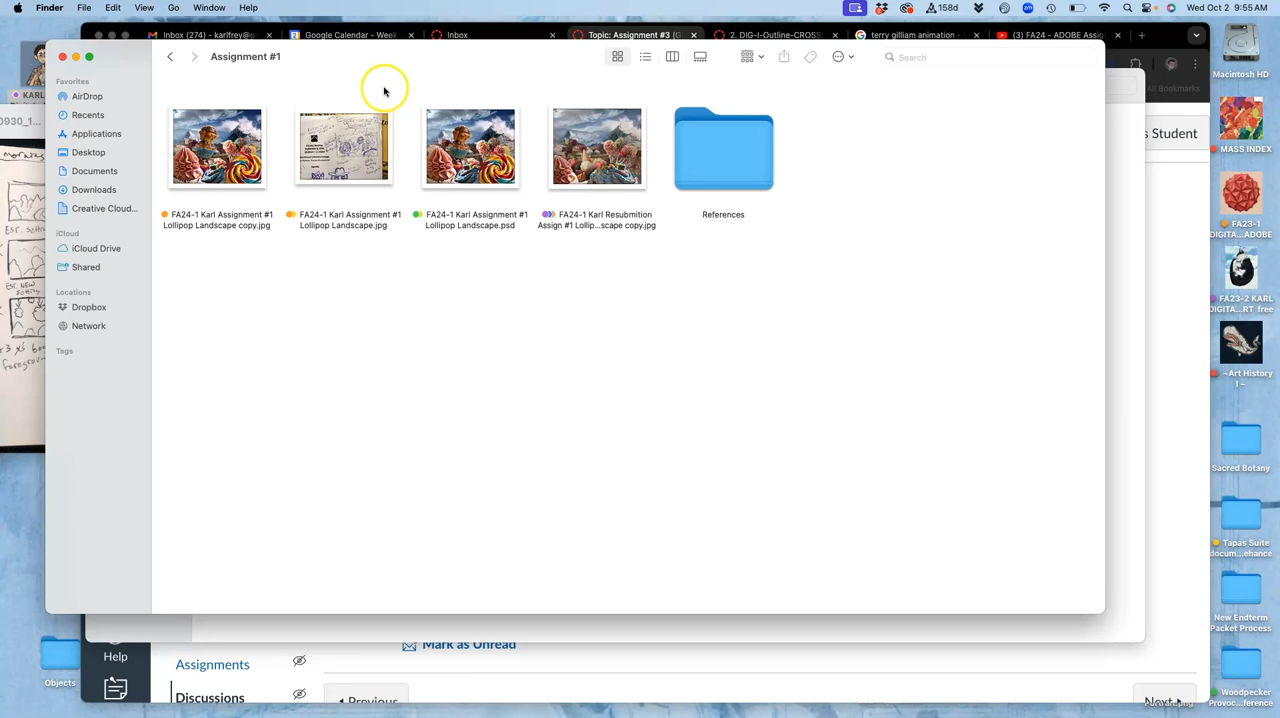 Finder File Edit View Go Window Help
158
Wed Oct 2 9:55 AM
Inbox (274) - karlfrey@g
Google Calendar - Week
Inbox
Topic: Assignment #3 (G
2. DIG-I-Outline-CROSS
terry gilliam animation -
(3) FA24 - ADOBE Assig
Assignment #1
Search
All Bookmarks
KARL
0930_1...
s Student
Favorites
AirDrop
Recents
Applications
Desktop
Documents
Downloads
Creative Cloud...
iCloud
iCloud Drive
Shared
Locations
Dropbox
Network
Tags
FA24-1 Karl Assignment #1
Lollipop Landscape copy.jpg
FA24-1 Karl Assignment #1
Lollipop Landscape.jpg
FA24-1 Karl Assignment #1
Lollipop Landscape.psd
FA24-1 Karl Resubmition
Assign #1 Lollip...scape copy.jpg
References
Macintosh HD
MASS INDEX
FA23-1
DIGITA...ADOBE
FA23-2 KARL
DIGITA...RT free
~Art History
I ~
Sacred Botany
Tapas Suite
docum...ehance
New Endterm
Packet Process
Woodpecker
Provoc...ference
Objects
Help
Assignments
Discussions
Mark as Unread
Previous
Next